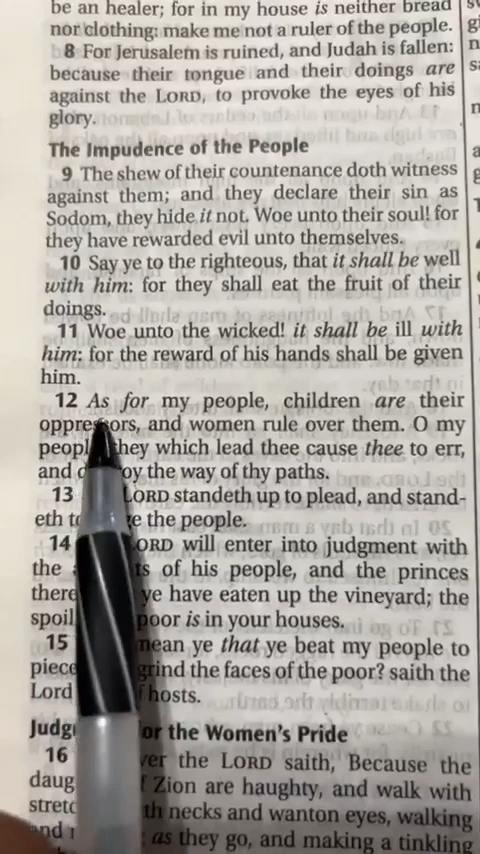 be an healer; for in my house is neither bread
nor clothing: make me not a ruler of the people.
8 For Jerusalem is ruined, and Judah is fallen:
because their tongue and their doings are
against the LORD, to provoke the eyes of his
glory.
The Impudence of the People
9 The shew of their countenance doth witness
against them; and they declare their sin as
Sodom, they hide it not. Woe unto their soul! for
they have rewarded evil unto themselves.
10 Say ye to the righteous, that it shall be well
with him: for they shall eat the fruit of their
doings.
11 Woe unto the wicked! it shall be ill with
him: for the reward of his hands shall be given
him.
12 As for my people, children are their
oppressors, and women rule over them. O my
peopl they which lead thee cause thee to err,
and d oy the way of thy paths.
13 LORD standeth up to plead, and stand-
eth to e the people.
14 ORD will enter into judgment with
the ts of his people, and the princes
there ye have eaten up the vineyard; the
spoil poor is in your houses.
15 mean ye that ye beat my people to
piece grind the faces of the poor? saith the
Lord f hosts.
Judg or the Women's Pride
16 ver the LORD saith, Because the
daug f Zion are haughty, and walk with
stretc th necks and wanton eyes, walking
and as they go, and making a tinkling